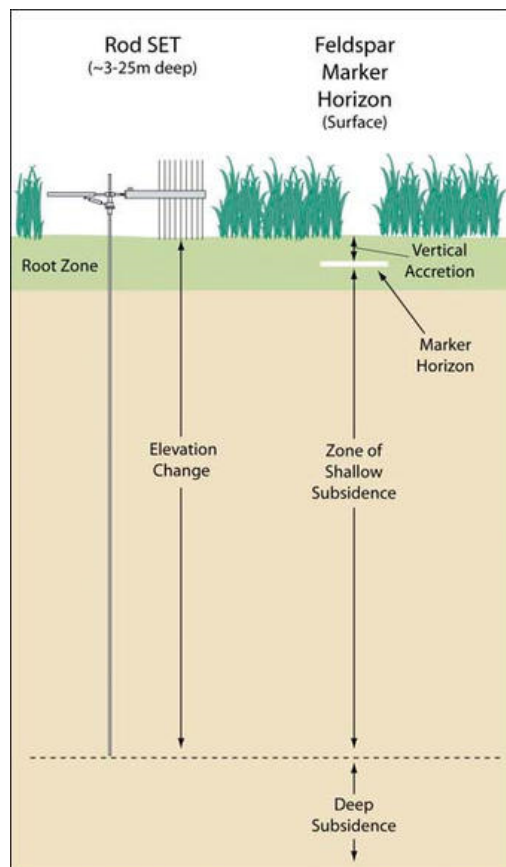 Rod SET
(~3-25m deep)
Feldspar
Marker
Horizon
(Surface)
Root Zone
Vertical
Accretion
Marker
Horizon
Elevation
Change
Zone of
Shallow
Subsidence
Deep
Subsidence